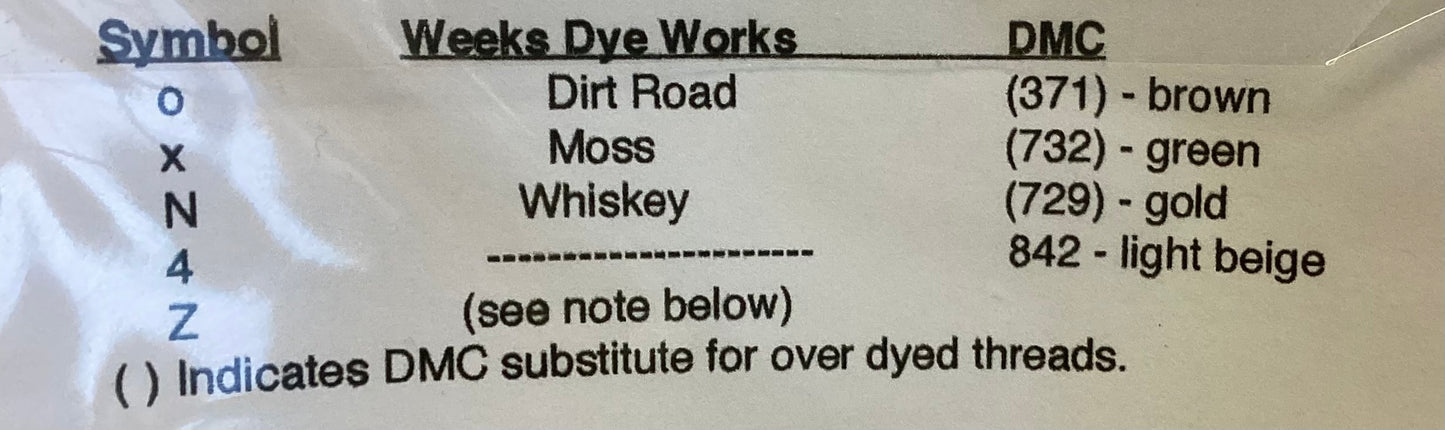 Symbol Weeks Dye Works DMC
o Dirt Road (371) - brown
x Moss (732) - green
N Whiskey (729) - gold
4 --------------------- 842 - light beige
Z (see note below)
( ) Indicates DMC substitute for over dyed threads.